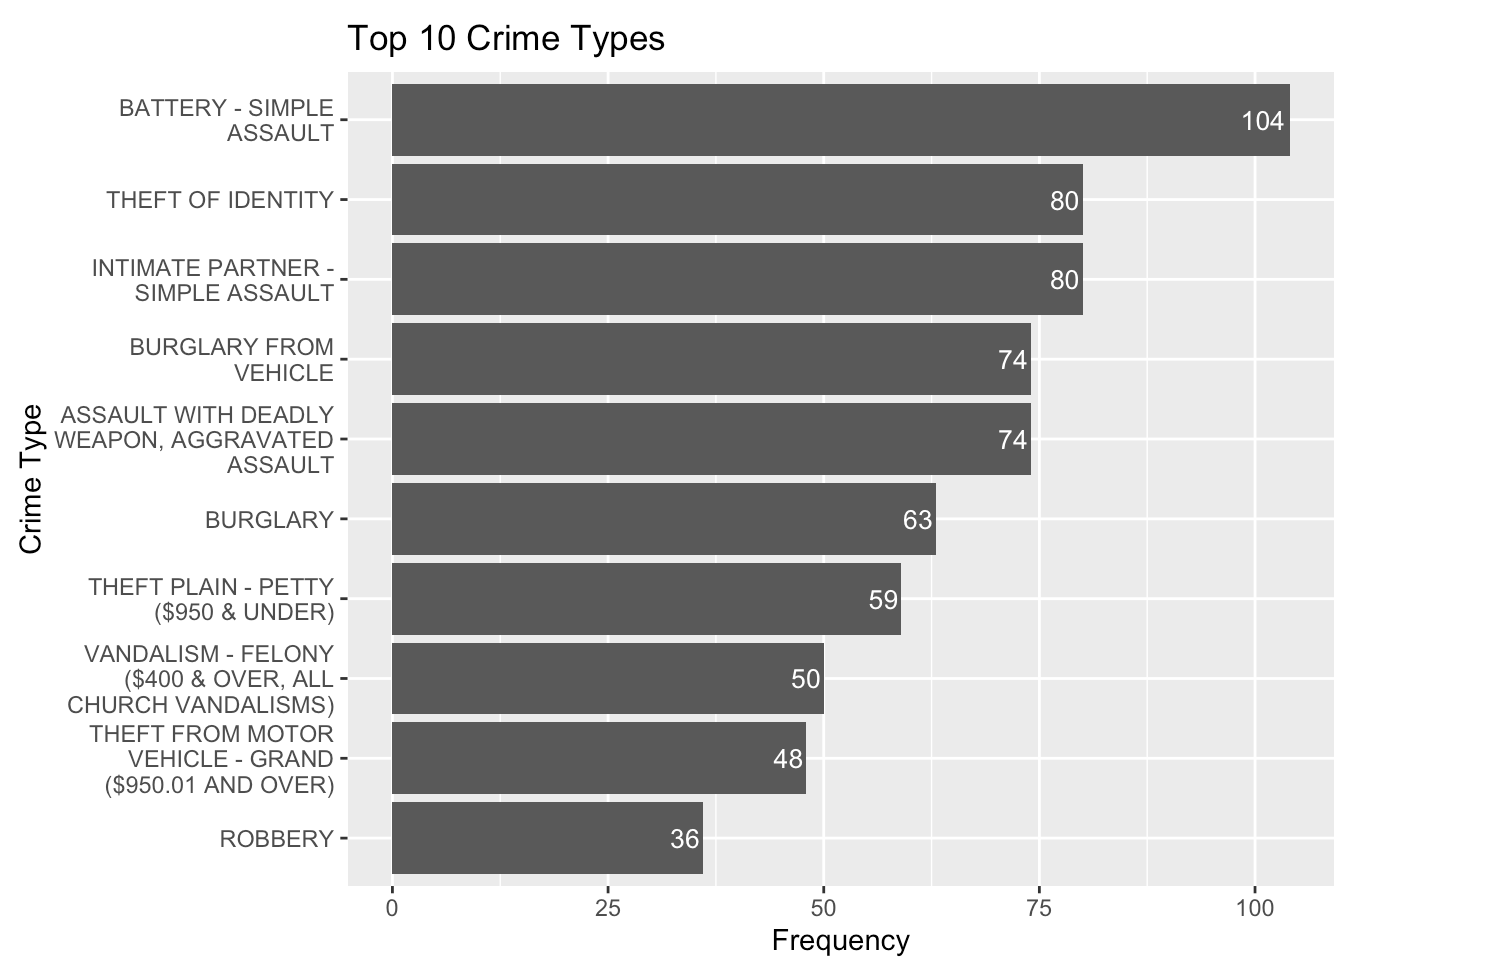 Top 10 Crime Types
BATTERY - SIMPLE
ASSAULT
104
THEFT OF IDENTITY
80
INTIMATE PARTNER -
SIMPLE ASSAULT
80
BURGLARY FROM
VEHICLE
74
ASSAULT WITH DEADLY
WEAPON, AGGRAVATED
ASSAULT
74
BURGLARY
63
THEFT PLAIN - PETTY
($950 & UNDER)
59
VANDALISM - FELONY
($400 & OVER, ALL
CHURCH VANDALISMS)
50
THEFT FROM MOTOR
VEHICLE - GRAND
($950.01 AND OVER)
48
ROBBERY
36
Crime Type
0 25 50 75 100
Frequency